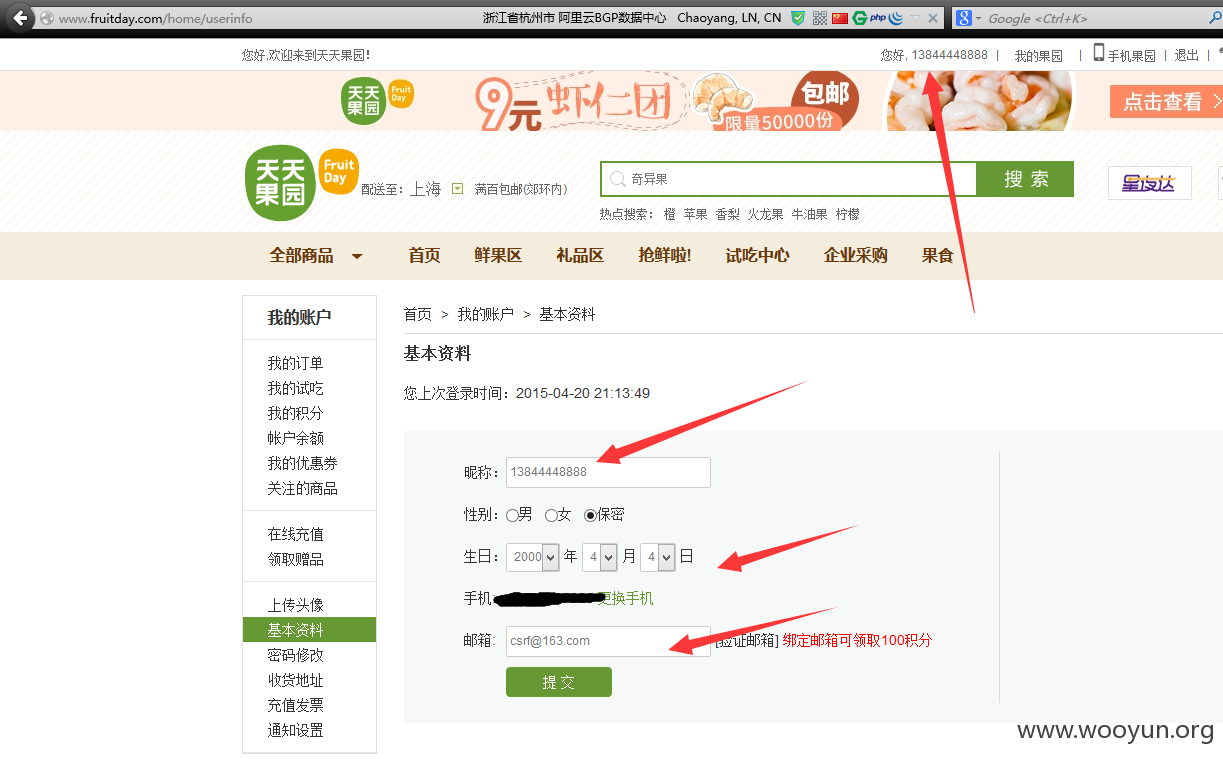 www.fruitday.com/home/userinfo 浙江省杭州市 阿里云BGP数据中心 Chaoyang, LN, CN php Google <Ctrl+K>
您好,欢迎来到天天果园! 您好, 13844448888 | 我的果园 | 手机果园 | 退出 |
天天果园 Fruit Day 9元 虾仁团 包邮 限量50000份 点击查看 >
天天果园 Fruit Day 配送至: 上海 满百包邮(郊环内) 奇异果 搜 索 星夜达
热点搜索: 橙 苹果 香梨 火龙果 牛油果 柠檬
全部商品 首页 鲜果区 礼品区 抢鲜啦! 试吃中心 企业采购 果食
我的账户
我的订单
我的试吃
我的积分
帐户余额
我的优惠券
关注的商品
在线充值
领取赠品
上传头像
基本资料
密码修改
收货地址
充值发票
通知设置
首页 > 我的账户 > 基本资料
基本资料
您上次登录时间：2015-04-20 21:13:49
昵称： 13844448888
性别： 男 女 保密
生日： 2000 年 4 月 4 日
手机 更换手机
邮箱: csrf@163.com [验证邮箱] 绑定邮箱可领取100积分
提 交
www.wooyun.org